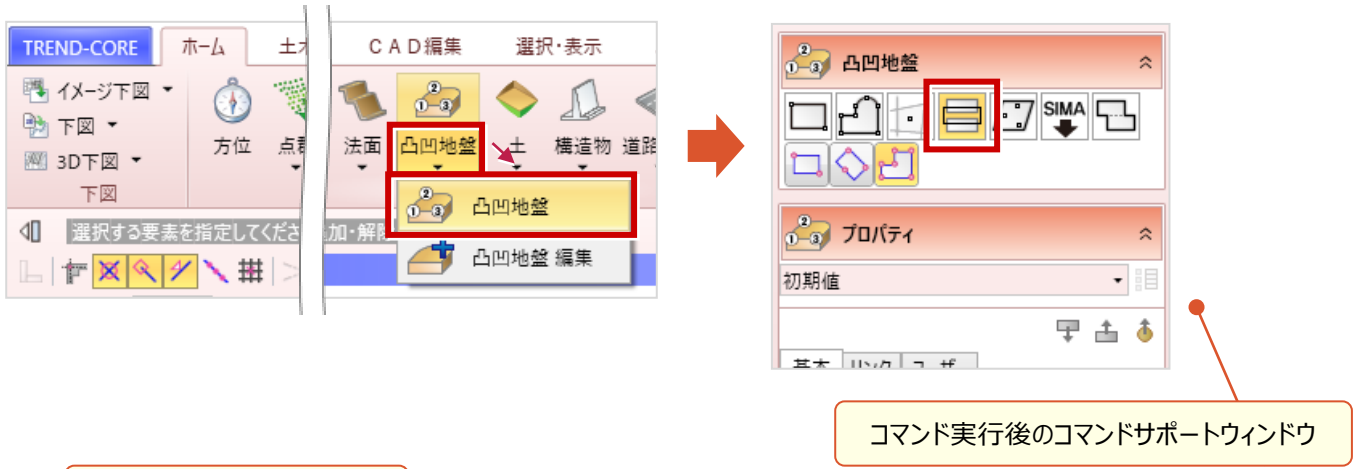 TREND-CORE ホーム 土 CAD編集 選択・表示
イメージ下図
下図
3D下図
下図
方位
点群
法面
凸凹地盤
土
構造物
道路
凸凹地盤
凸凹地盤 編集
選択する要素を指定してくださ
加・解除
凸凹地盤
SIMA
プロパティ
初期値
基本 リンク ユーザー
コマンド実行後のコマンドサポートウィンドウ